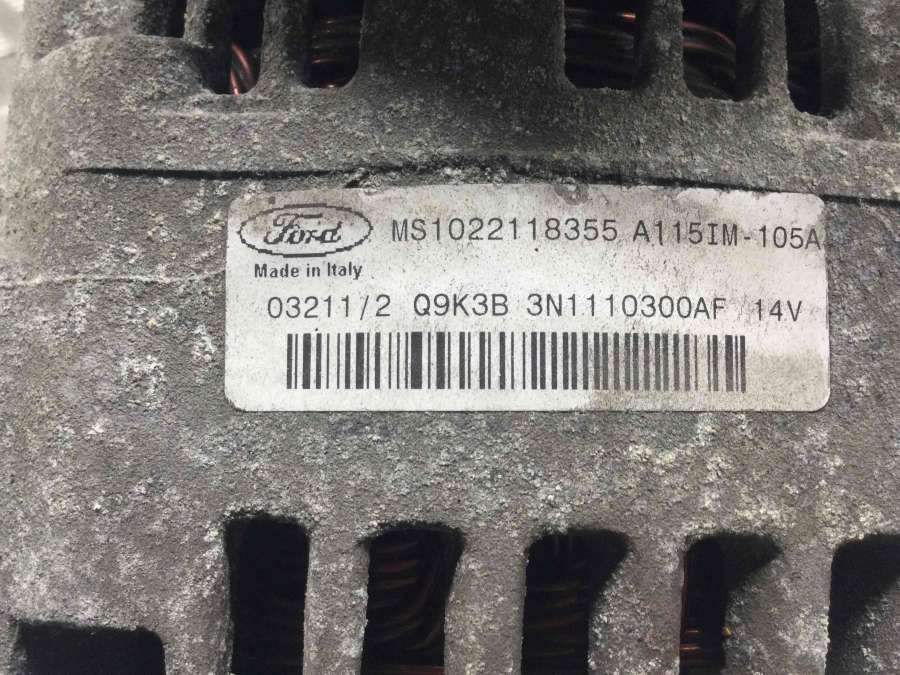 Ford MS1022118355 A115IM-105A
Made in Italy
03211/2 Q9K3B 3N1110300AF 14V